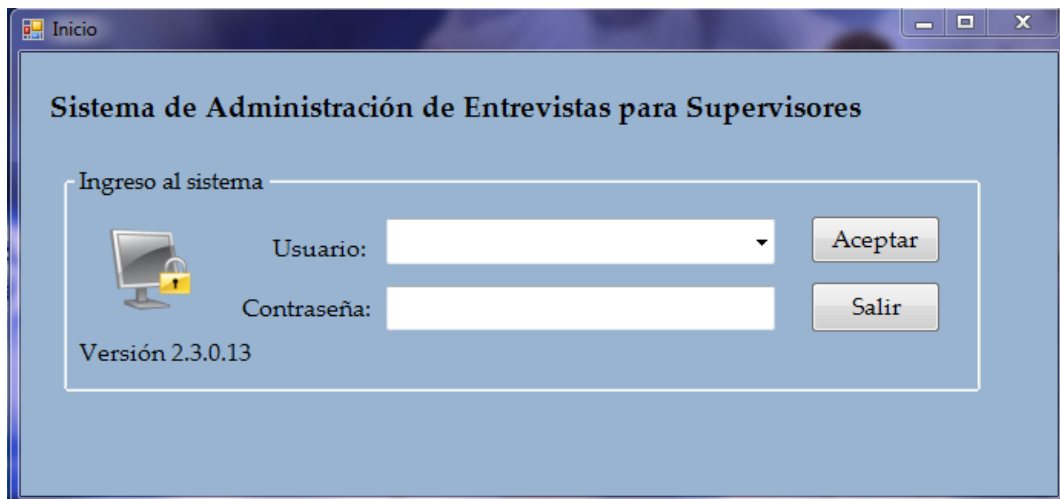 Inicio
Sistema de Administración de Entrevistas para Supervisores
Ingreso al sistema
Usuario:
Aceptar
Contraseña:
Salir
Versión 2.3.0.13